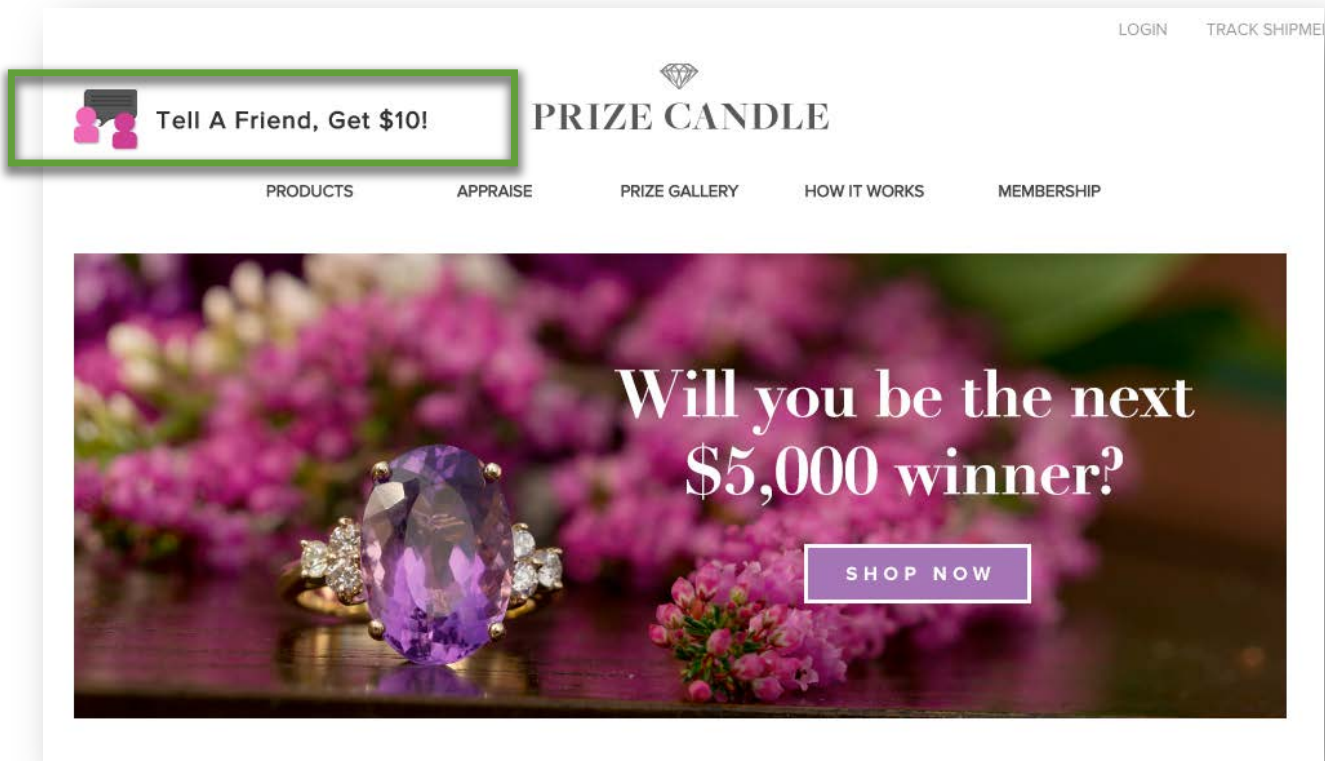 LOGIN TRACK SHIPME
Tell A Friend, Get $10!
PRIZE CANDLE
PRODUCTS APPRAISE PRIZE GALLERY HOW IT WORKS MEMBERSHIP
Will you be the next
$5,000 winner?
SHOP NOW